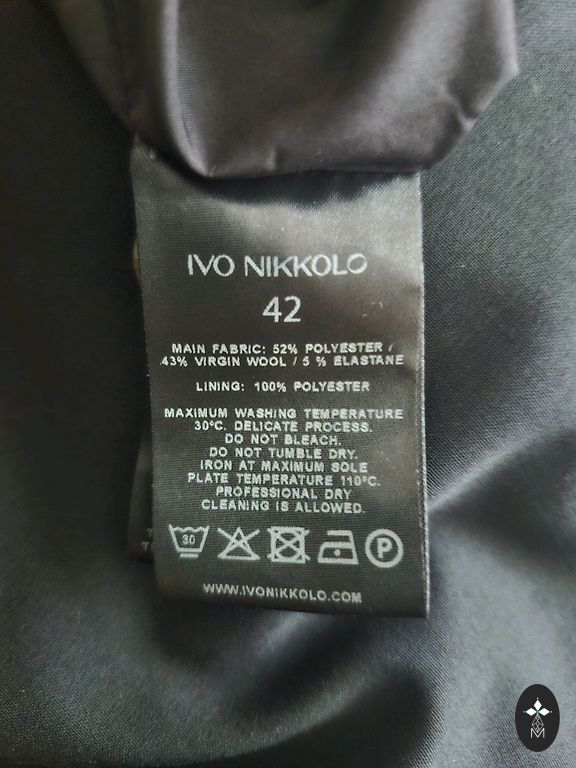 IVO NIKKOLO
42
MAIN FABRIC: 52% POLYESTER /
43% VIRGIN WOOL / 5 % ELASTANE
LINING: 100% POLYESTER
MAXIMUM WASHING TEMPERATURE
30°C. DELICATE PROCESS.
DO NOT BLEACH.
DO NOT TUMBLE DRY.
IRON AT MAXIMUM SOLE
PLATE TEMPERATURE 110°C.
PROFESSIONAL DRY
CLEANING IS ALLOWED.
30 P
WWW.IVONIKKOLO.COM
M